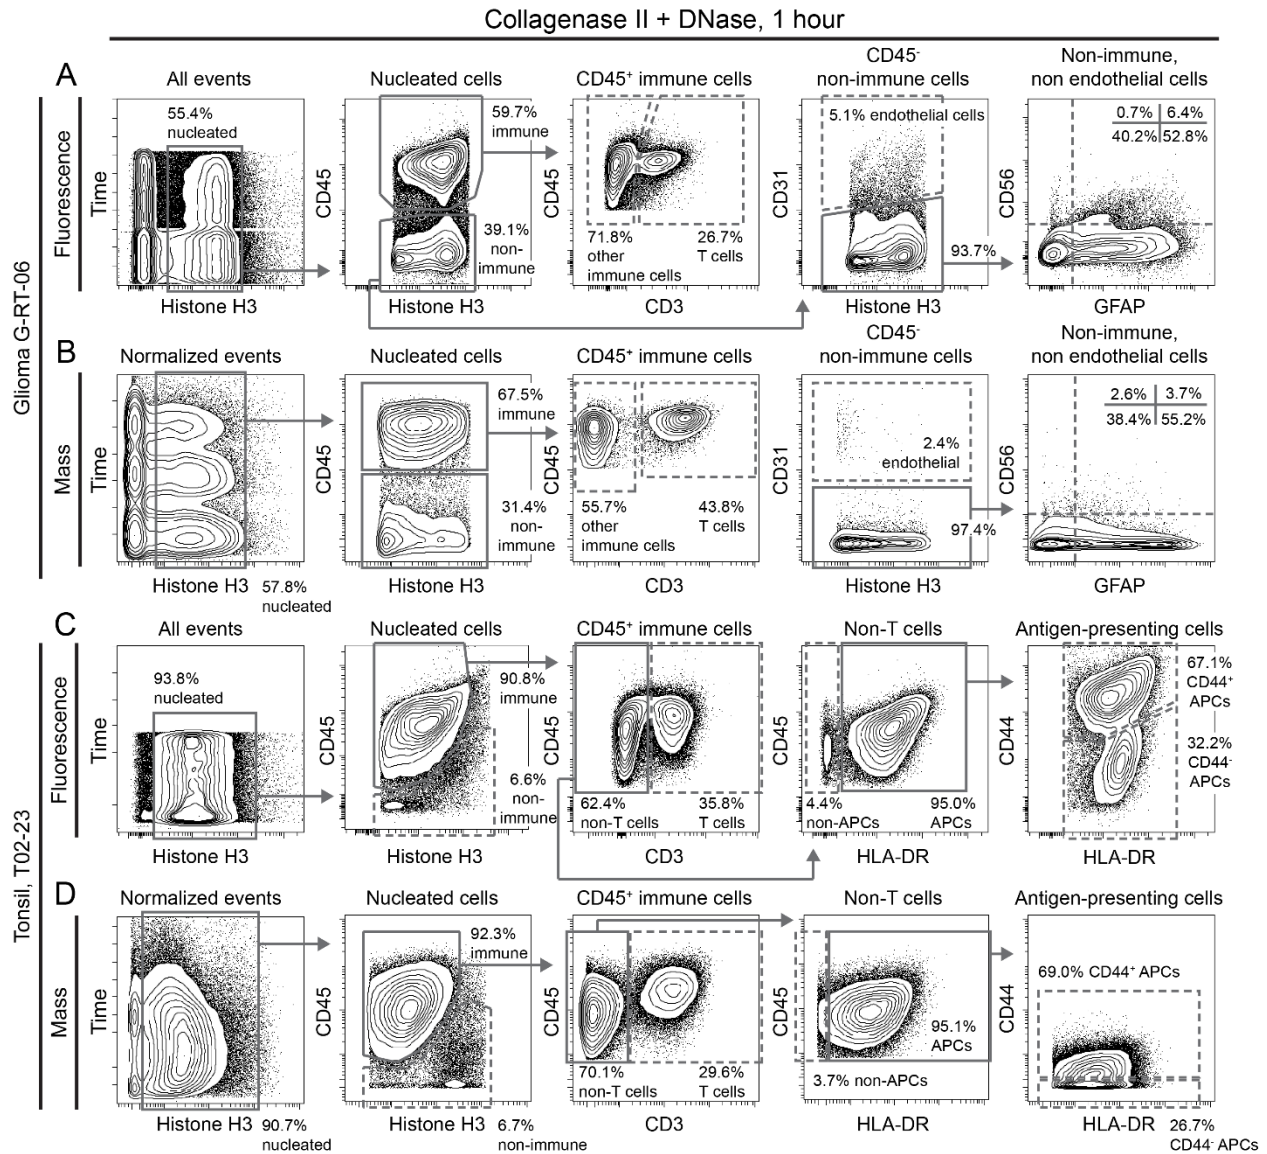 Collagenase II + DNase, 1 hour
Glioma G-RT-06
A
Fluorescence
All events
55.4%
nucleated
Time
Histone H3
Nucleated cells
59.7%
immune
39.1%
non-
immune
CD45
Histone H3
CD45⁺ immune cells
71.8%
other
immune cells
26.7%
T cells
CD45
CD3
CD45⁻
non-immune cells
5.1% endothelial cells
93.7%
CD31
Histone H3
Non-immune,
non endothelial cells
0.7% 6.4%
40.2% 52.8%
CD56
GFAP
B
Mass
Normalized events
Time
Histone H3
57.8%
nucleated
Nucleated cells
67.5%
immune
31.4%
non-
immune
CD45
Histone H3
CD45⁺ immune cells
55.7%
other
immune cells
43.8%
T cells
CD45
CD3
CD45⁻
non-immune cells
2.4%
endothelial
97.4%
CD31
Histone H3
Non-immune,
non endothelial cells
2.6% 3.7%
38.4% 55.2%
CD56
GFAP
Tonsil, T02-23
C
Fluorescence
All events
93.8%
nucleated
Time
Histone H3
Nucleated cells
90.8%
immune
6.6%
non-
immune
CD45
Histone H3
CD45⁺ immune cells
62.4%
non-T cells
35.8%
T cells
CD45
CD3
Non-T cells
4.4%
non-APCs
95.0%
APCs
CD45
HLA-DR
Antigen-presenting cells
67.1%
CD44⁺
APCs
32.2%
CD44⁻
APCs
CD44
HLA-DR
D
Mass
Normalized events
Time
Histone H3
90.7%
nucleated
Nucleated cells
92.3%
immune
CD45
Histone H3
6.7%
non-immune
CD45⁺ immune cells
70.1%
non-T cells
29.6%
T cells
CD45
CD3
Non-T cells
95.1%
APCs
3.7% non-APCs
CD45
HLA-DR
Antigen-presenting cells
69.0% CD44⁺ APCs
CD44
HLA-DR
26.7%
CD44⁻ APCs